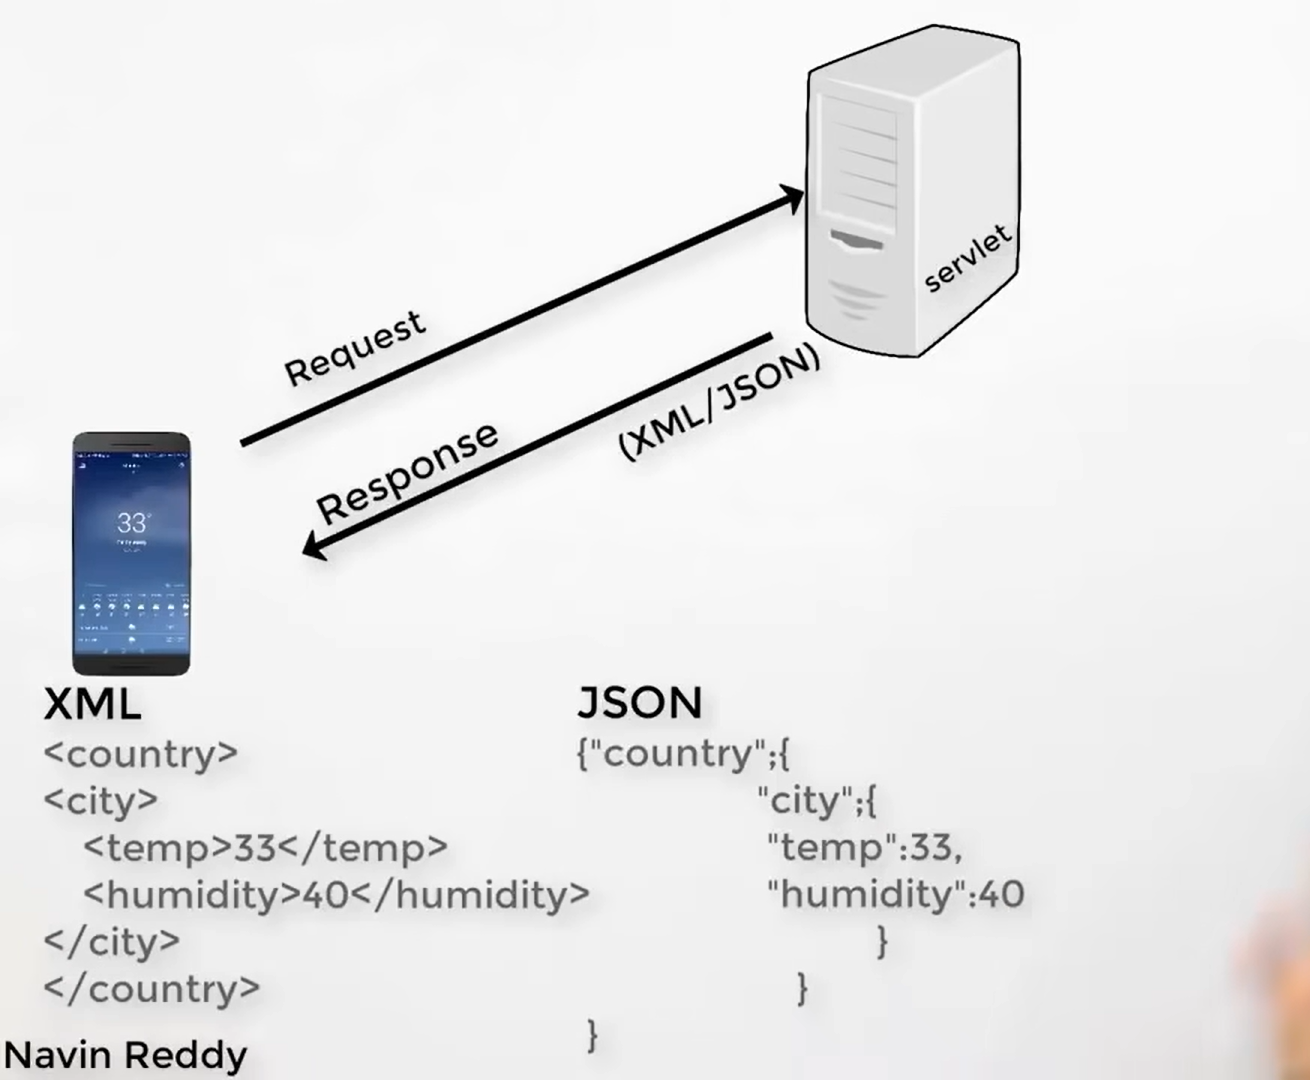 servlet
Request
(XML/JSON)
Response
33°
XML
<country>
<city>
<temp>33</temp>
<humidity>40</humidity>
</city>
</country>
JSON
{"country";{
"city";{
"temp":33,
"humidity":40
}
}
}
Navin Reddy